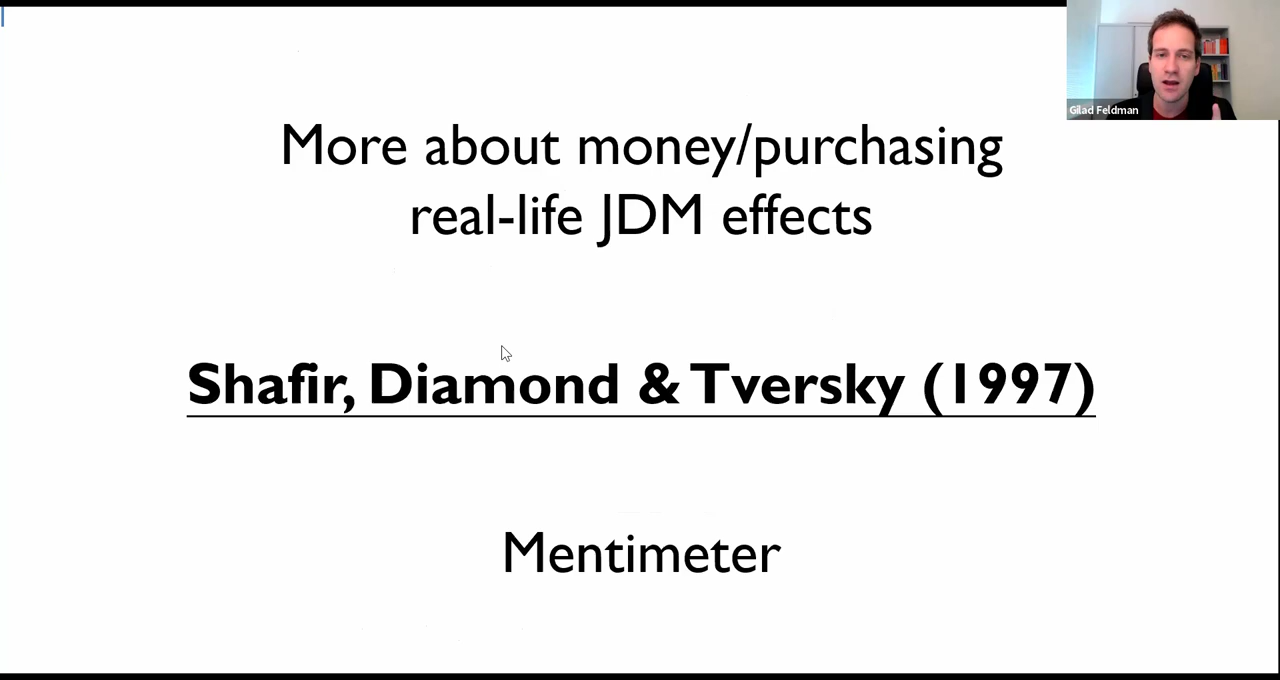 Gilad Feldman
More about money/purchasing
real-life JDM effects
Shafir, Diamond & Tversky (1997)
Mentimeter